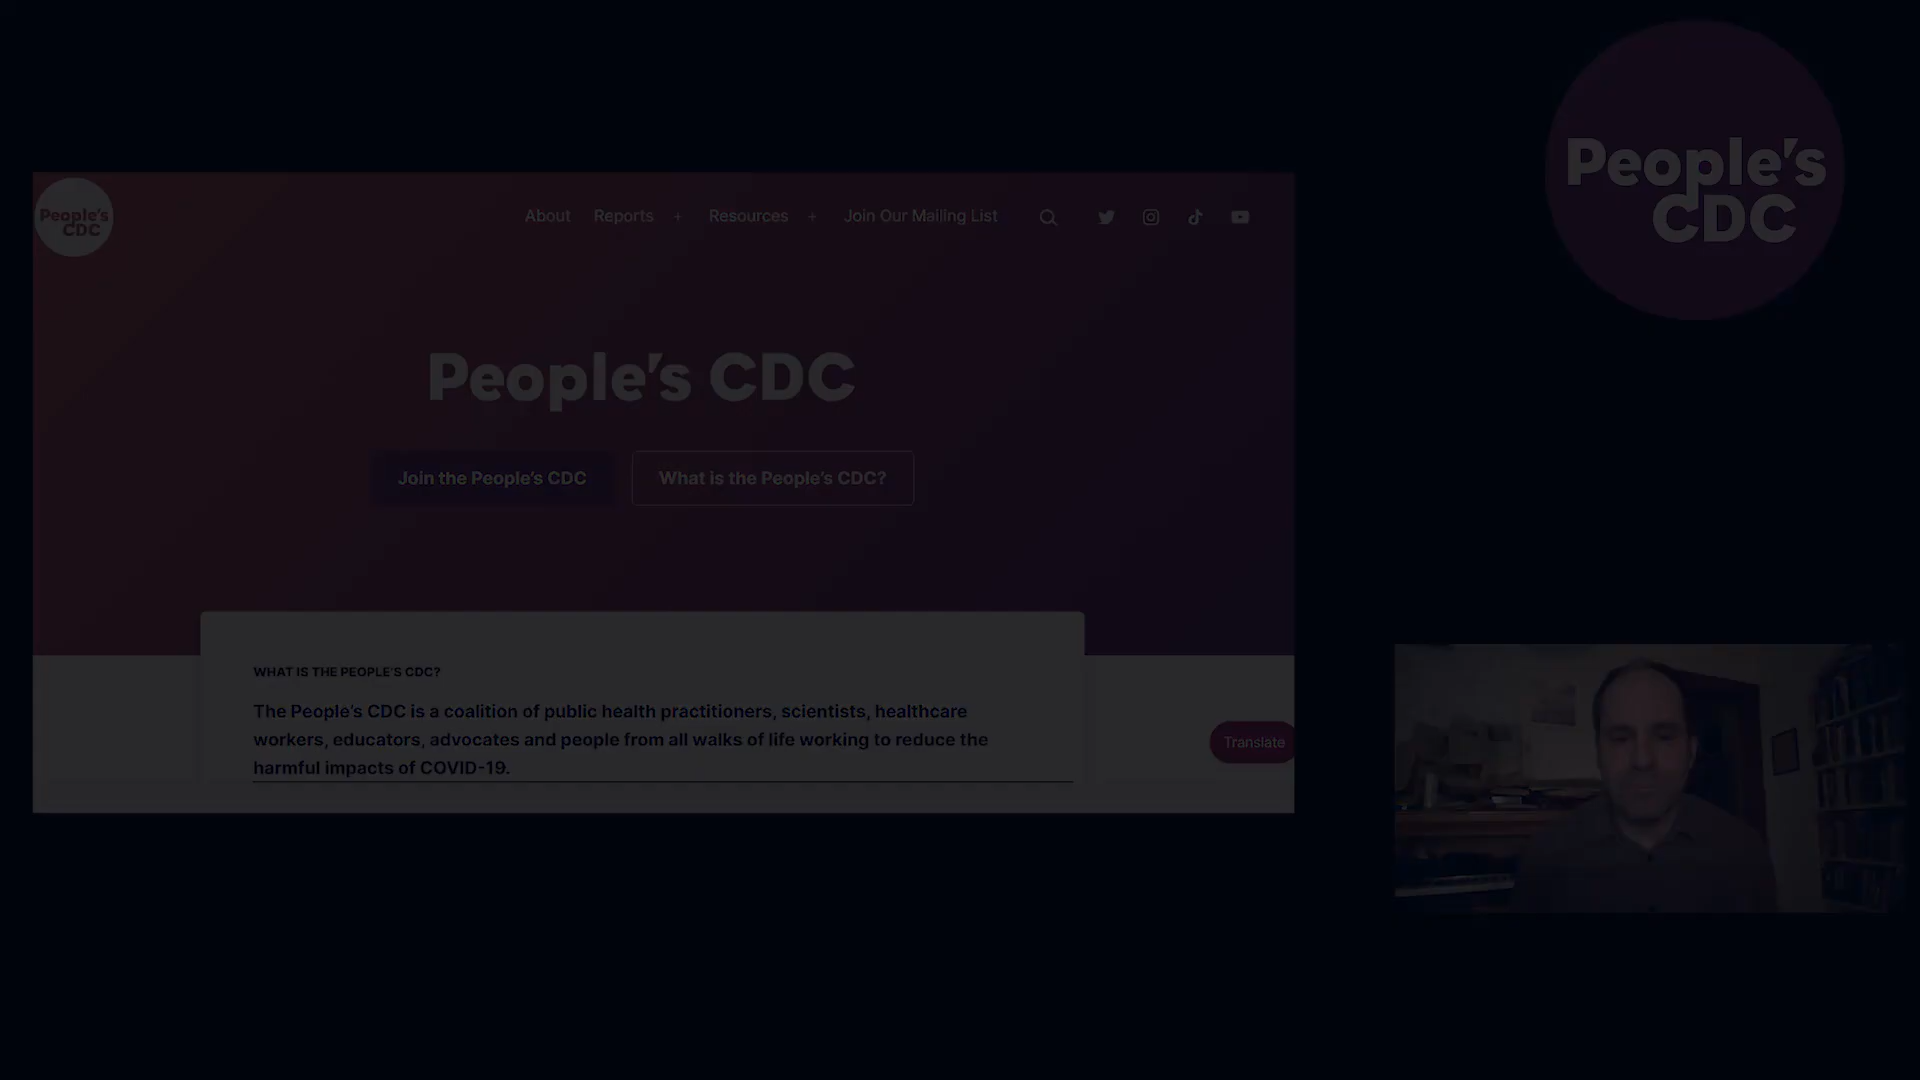 People's
CDC
About Reports + Resources + Join Our Mailing List
People's
CDC
People's CDC
Join the People's CDC
What is the People's CDC?
WHAT IS THE PEOPLE'S CDC?
The People's CDC is a coalition of public health practitioners, scientists, healthcare
workers, educators, advocates and people from all walks of life working to reduce the
harmful impacts of COVID-19.
Translate